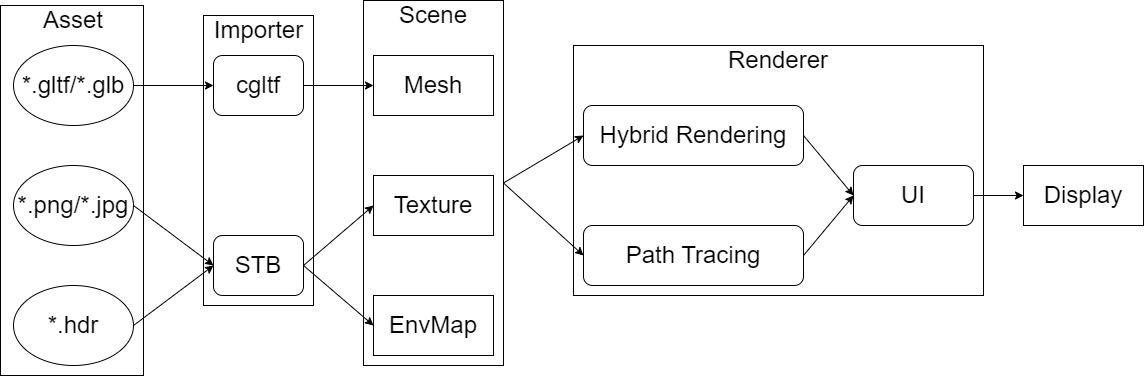 Asset
*.gltf/*.glb
*.png/*.jpg
*.hdr
Importer
cgltf
STB
Scene
Mesh
Texture
EnvMap
Renderer
Hybrid Rendering
Path Tracing
UI
Display